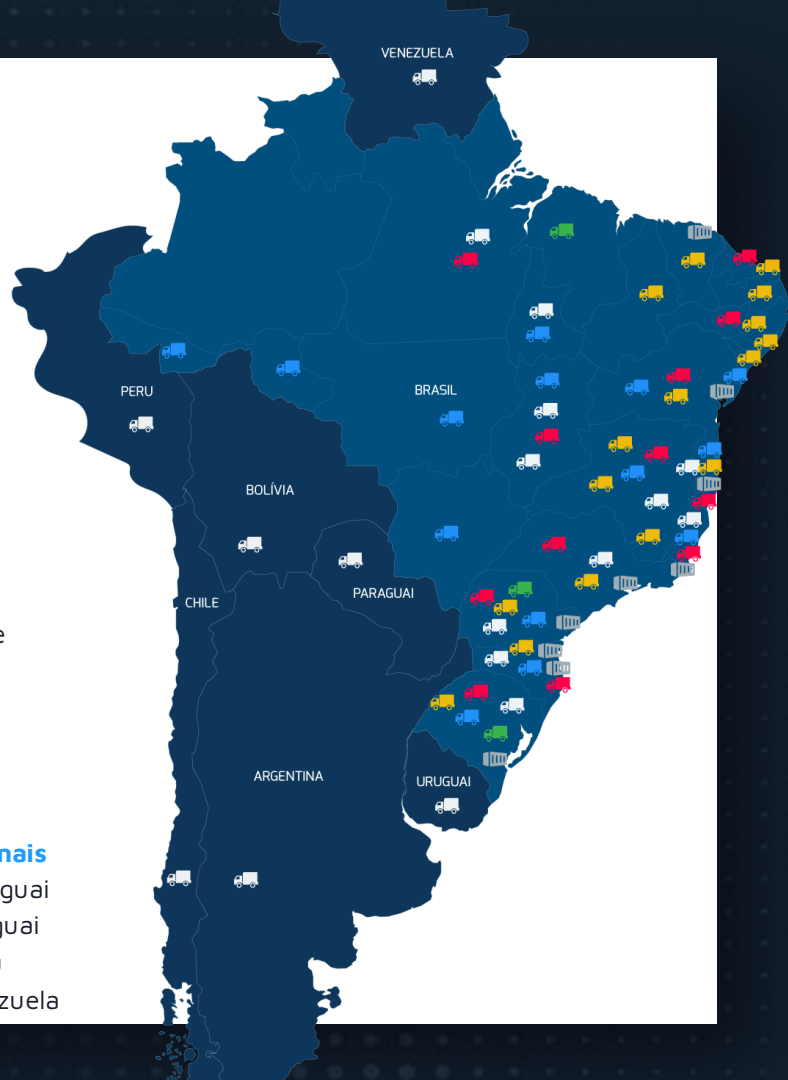 VENEZUELA
PERU
BRASIL
BOLÍVIA
PARAGUAI
CHILE
e
ARGENTINA
URUGUAI
nais
guai
guai
zuela